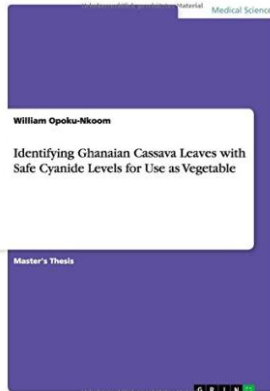 Medical Science
William Opoku-Nkoom
Identifying Ghanaian Cassava Leaves with
Safe Cyanide Levels for Use as Vegetable
Master's Thesis
G R I N